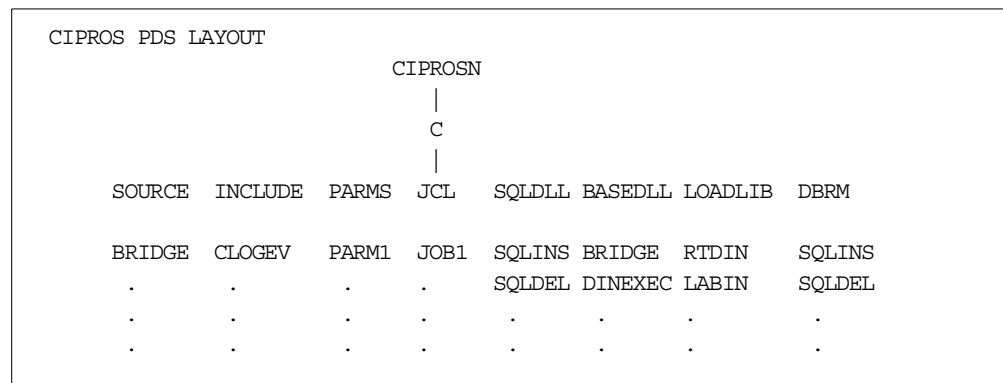 CIPROS PDS LAYOUT
CIPROSN
|
C
|
SOURCE INCLUDE PARMS JCL SQLDLL BASEDLL LOADLIB DBRM
BRIDGE CLOGEV PARM1 JOB1 SQLINS BRIDGE RTDIN SQLINS
. . . . SQLDEL DINEXEC LABIN SQLDEL
. . . . . . . .
. . . . . . . .